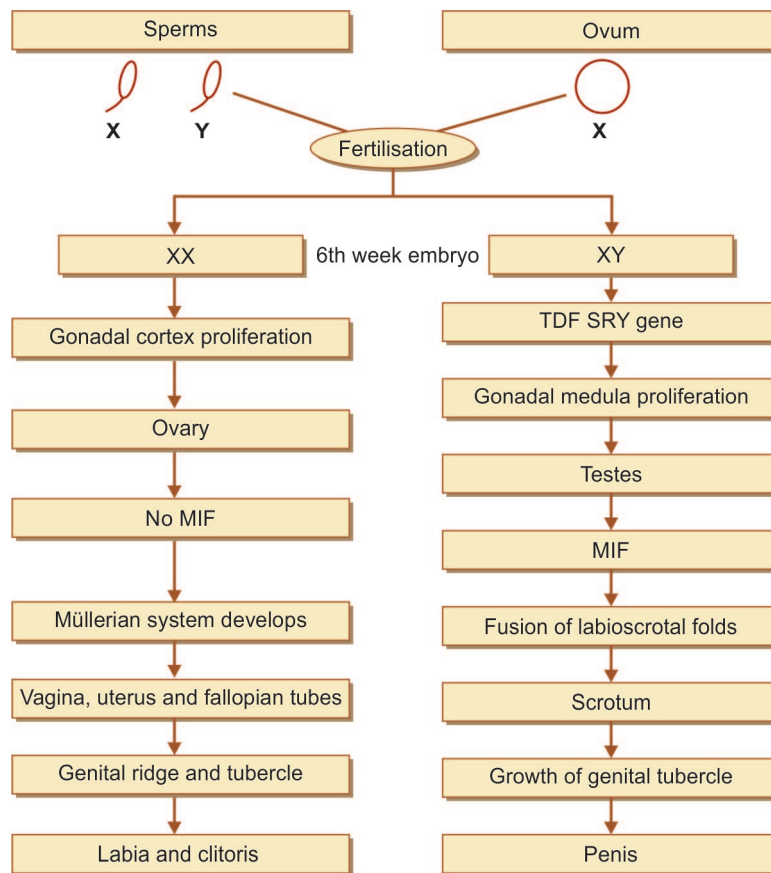 Sperms
Ovum
X
Y
X
Fertilisation
XX
6th week embryo
XY
Gonadal cortex proliferation
TDF SRY gene
Ovary
Gonadal medula proliferation
No MIF
Testes
MIF
Müllerian system develops
Fusion of labioscrotal folds
Vagina, uterus and fallopian tubes
Scrotum
Genital ridge and tubercle
Growth of genital tubercle
Labia and clitoris
Penis